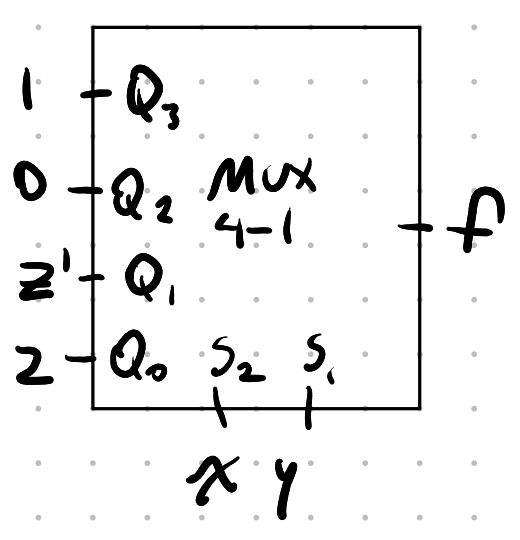 1 Q₃
0 Q₂ MUX
4-1 f
z' Q₁
z Q₀ S₂ S₁
x y